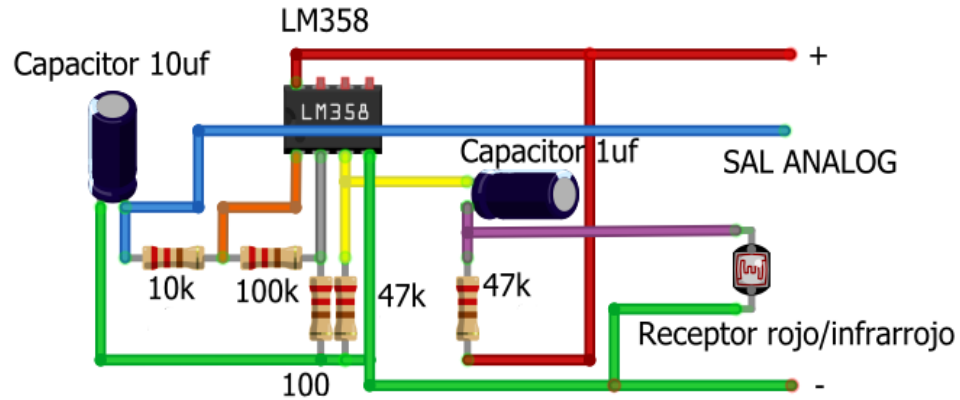 LM358
Capacitor 10uf
+
LM358
Capacitor 1uf
SAL ANALOG
10k
100k
47k
47k
Receptor rojo/infrarrojo
100
-